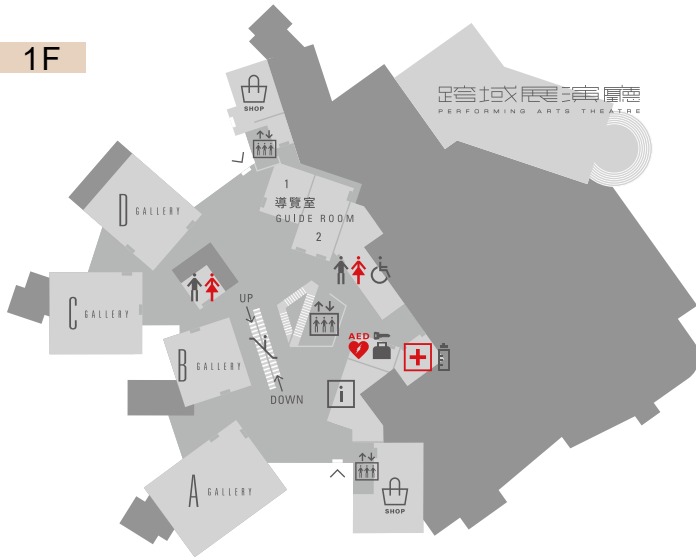 1F
跨域展演廳
PERFORMING ARTS THEATRE
SHOP
1
導覽室
GUIDE ROOM
2
D GALLERY
C GALLERY
UP
AED
B GALLERY
i
DOWN
A GALLERY
SHOP